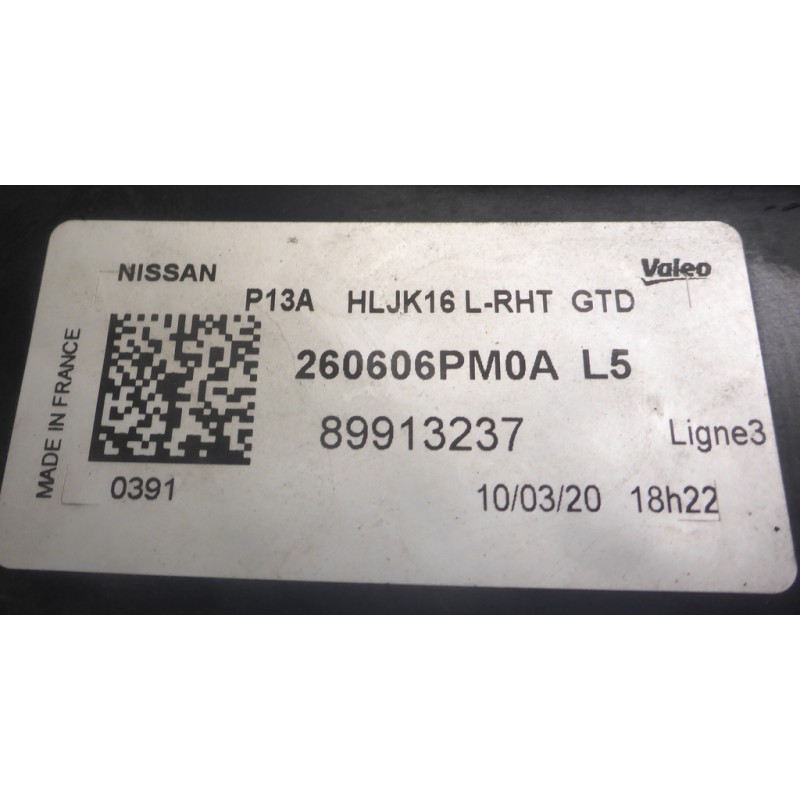 NISSAN
Valeo
P13A HLJK16 L-RHT GTD
260606PM0A L5
89913237
Ligne3
MADE IN FRANCE
0391
10/03/20 18h22